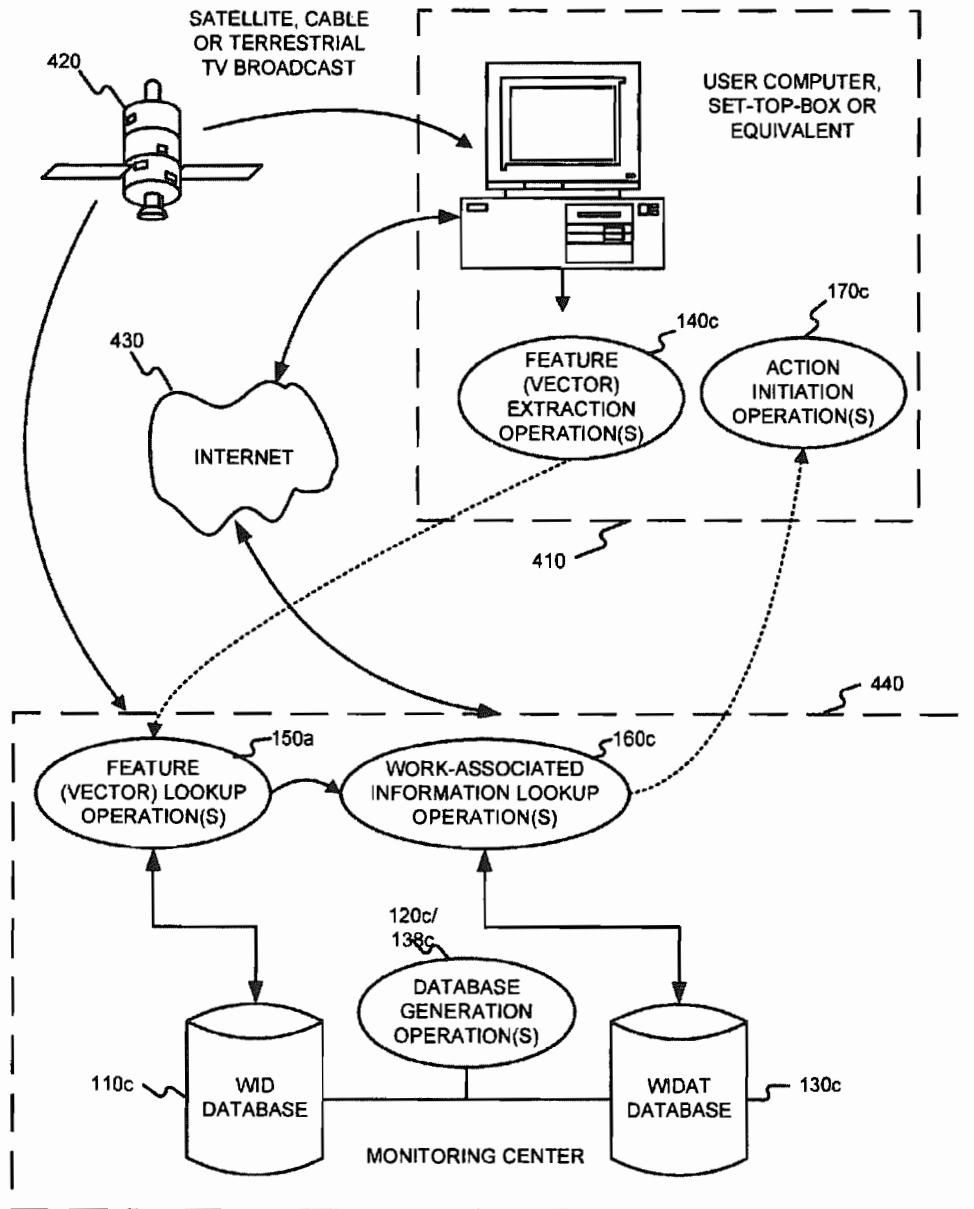 SATELLITE, CABLE
OR TERRESTRIAL
TV BROADCAST
420
USER COMPUTER,
SET-TOP-BOX OR
EQUIVALENT
170c
140c
430
FEATURE
(VECTOR)
EXTRACTION
OPERATION(S)
ACTION
INITIATION
OPERATION(S)
INTERNET
410
440
150a
160c
FEATURE
(VECTOR) LOOKUP
OPERATION(S)
WORK-ASSOCIATED
INFORMATION LOOKUP
OPERATION(S)
120c/
138c
DATABASE
GENERATION
OPERATION(S)
110c
WID
DATABASE
WIDAT
DATABASE
130c
MONITORING CENTER